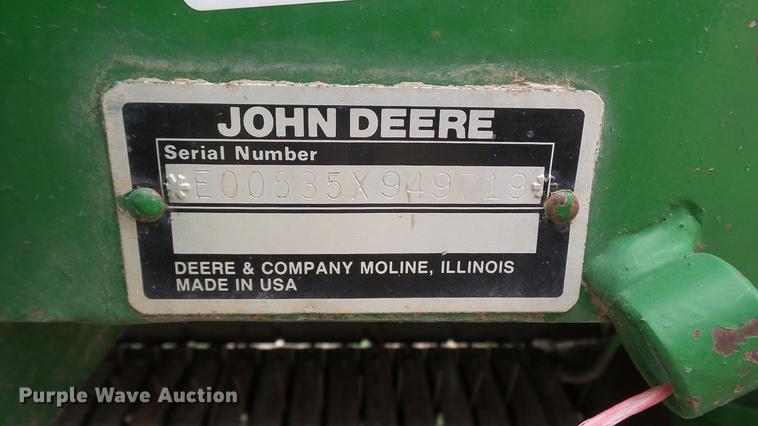 JOHN DEERE
Serial Number
*E00535X949719*
DEERE & COMPANY MOLINE, ILLINOIS
MADE IN USA
Purple Wave Auction